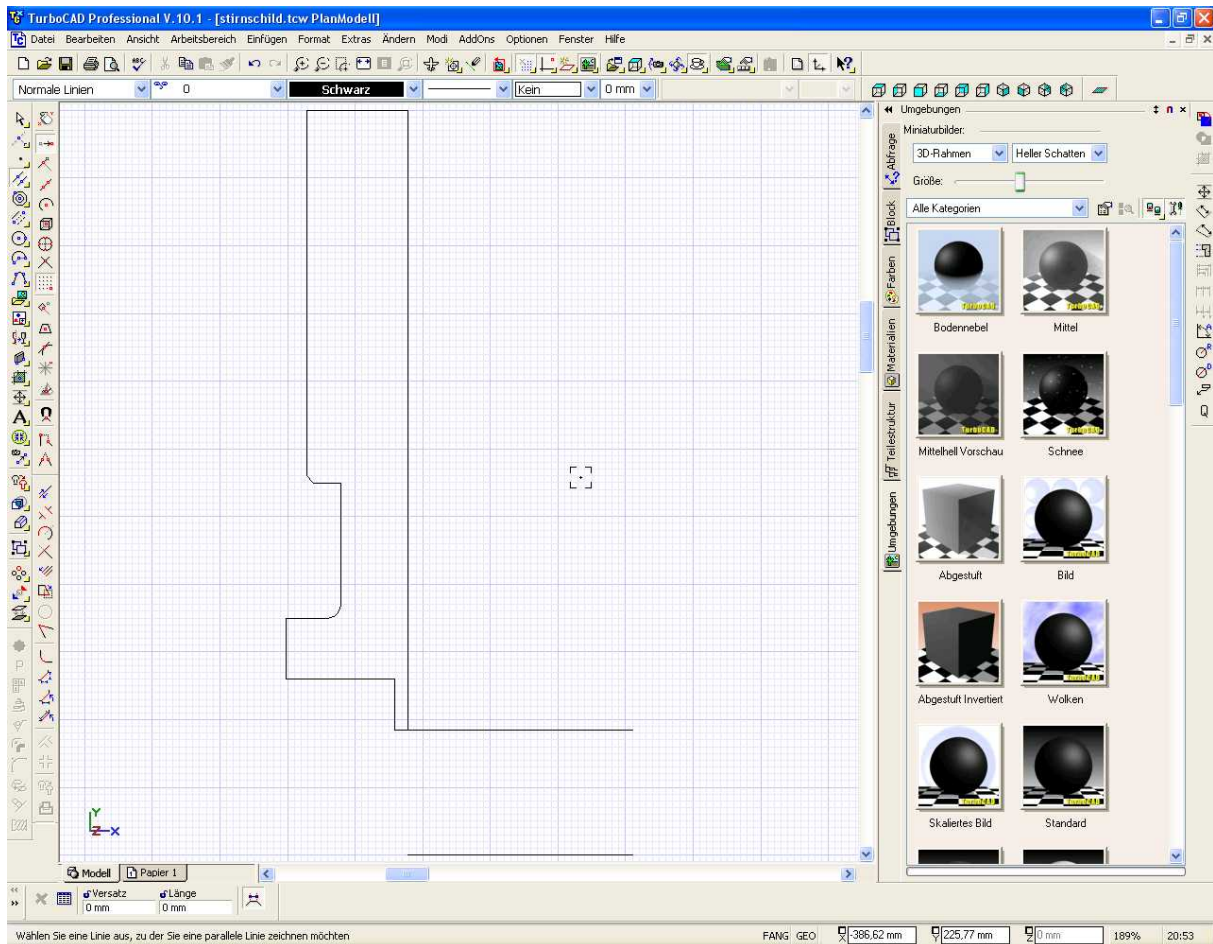 TurboCAD Professional V.10.1 - [stirnschild.tcw PlanModell]
Datei Bearbeiten Ansicht Arbeitsbereich Einfügen Format Extras Ändern Modi AddOns Optionen Fenster Hilfe
Normale Linien 0 Schwarz Kein 0 mm
Umgebungen
Miniaturbilder:
3D-Rahmen Heller Schatten
Größe:
Alle Kategorien
Abfrage
Block
Farben
Materialien
Teilestruktur
Umgebungen
Bodennebel Mittel
Mittelhell Vorschau Schnee
Abgestuft Bild
Abgestuft Invertiert Wolken
Skaliertes Bild Standard
Y
Z X
Modell Papier 1
Versatz Länge
0 mm 0 mm
Wählen Sie eine Linie aus, zu der Sie eine parallele Linie zeichnen möchten
FANG GEO X -386,62 mm Y 225,77 mm Z 0 mm 189% 20:53